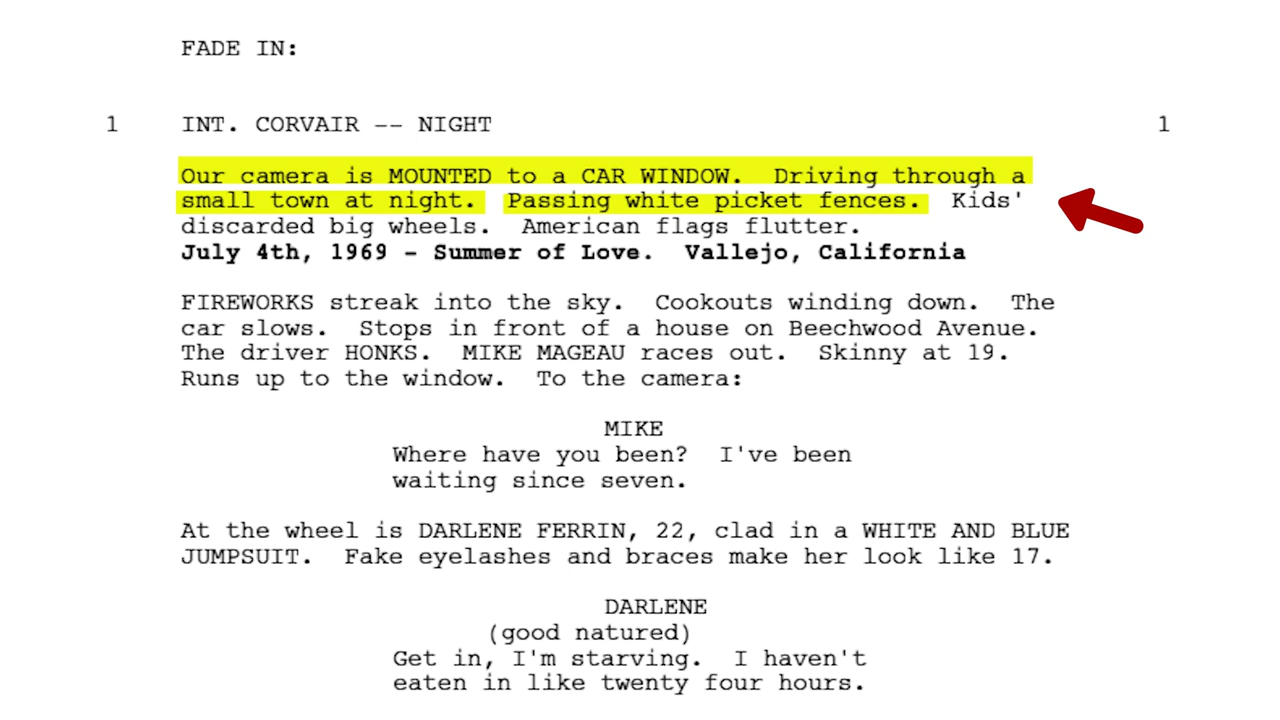 FADE IN:
1 INT. CORVAIR -- NIGHT 1
Our camera is MOUNTED to a CAR WINDOW. Driving through a
small town at night. Passing white picket fences. Kids'
discarded big wheels. American flags flutter.
July 4th, 1969 - Summer of Love. Vallejo, California
FIREWORKS streak into the sky. Cookouts winding down. The
car slows. Stops in front of a house on Beechwood Avenue.
The driver HONKS. MIKE MAGEAU races out. Skinny at 19.
Runs up to the window. To the camera:
MIKE
Where have you been? I've been
waiting since seven.
At the wheel is DARLENE FERRIN, 22, clad in a WHITE AND BLUE
JUMPSUIT. Fake eyelashes and braces make her look like 17.
DARLENE
(good natured)
Get in, I'm starving. I haven't
eaten in like twenty four hours.